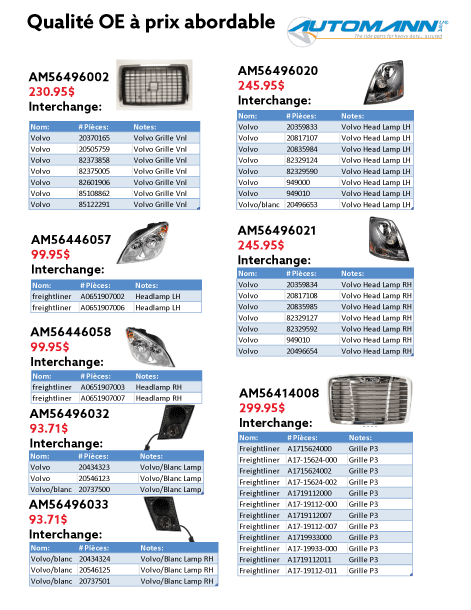 Qualité OE à prix abordable
AUTOMANN
The ride parts for heavy duty... assured
AM56496002
230.95$
Interchange:
Nom: # Pièces: Notes:
Volvo 20370165 Volvo Grille Vnl
Volvo 20505759 Volvo Grille Vnl
Volvo 82373858 Volvo Grille Vnl
Volvo 82375005 Volvo Grille Vnl
Volvo 82601906 Volvo Grille Vnl
Volvo 85108862 Volvo Grille Vnl
Volvo 85122291 Volvo Grille Vnl
AM56446057
99.95$
Interchange:
Nom: # Pièces: Notes:
freightliner A0651907002 Headlamp LH
freightliner A0651907006 Headlamp LH
AM56446058
99.95$
Interchange:
Nom: # Pièces: Notes:
freightliner A0651907003 Headlamp RH
freightliner A0651907007 Headlamp RH
AM56496032
93.71$
Interchange:
Nom: # Pièces: Notes:
Volvo 20434323 Volvo/Blanc Lamp
Volvo 20546123 Volvo/Blanc Lamp
Volvo/blanc 20737500 Volvo/Blanc Lamp
AM56496033
93.71$
Interchange:
Nom: # Pièces: Notes:
Volvo/blanc 20434324 Volvo/Blanc Lamp RH
Volvo/blanc 20546125 Volvo/Blanc Lamp RH
Volvo/blanc 20737501 Volvo/Blanc Lamp RH
AM56496020
245.95$
Interchange:
Nom: # Pièces: Notes:
Volvo 20359833 Volvo Head Lamp LH
Volvo 20817107 Volvo Head Lamp LH
Volvo 20835984 Volvo Head Lamp LH
Volvo 82329124 Volvo Head Lamp LH
Volvo 82329590 Volvo Head Lamp LH
Volvo 949000 Volvo Head Lamp LH
Volvo 949010 Volvo Head Lamp LH
Volvo/blanc 20496653 Volvo Head Lamp LH
AM56496021
245.95$
Interchange:
Nom: # Pièces: Notes:
Volvo 20359834 Volvo Head Lamp RH
Volvo 20817108 Volvo Head Lamp RH
Volvo 20835985 Volvo Head Lamp RH
Volvo 82329127 Volvo Head Lamp RH
Volvo 82329592 Volvo Head Lamp RH
Volvo 949010 Volvo Head Lamp RH
Volvo 20496654 Volvo Head Lamp RH
AM56414008
299.95$
Interchange:
Nom: # Pièces: Notes:
Freightliner A1715624000 Grille P3
Freightliner A17-15624-000 Grille P3
Freightliner A1715624002 Grille P3
Freightliner A17-15624-002 Grille P3
Freightliner A1719112000 Grille P3
Freightliner A17-19112-000 Grille P3
Freightliner A1719112007 Grille P3
Freightliner A17-19112-007 Grille P3
Freightliner A1719933000 Grille P3
Freightliner A17-19933-000 Grille P3
Freightliner A1719112011 Grille P3
Freightliner A17-19112-011 Grille P3